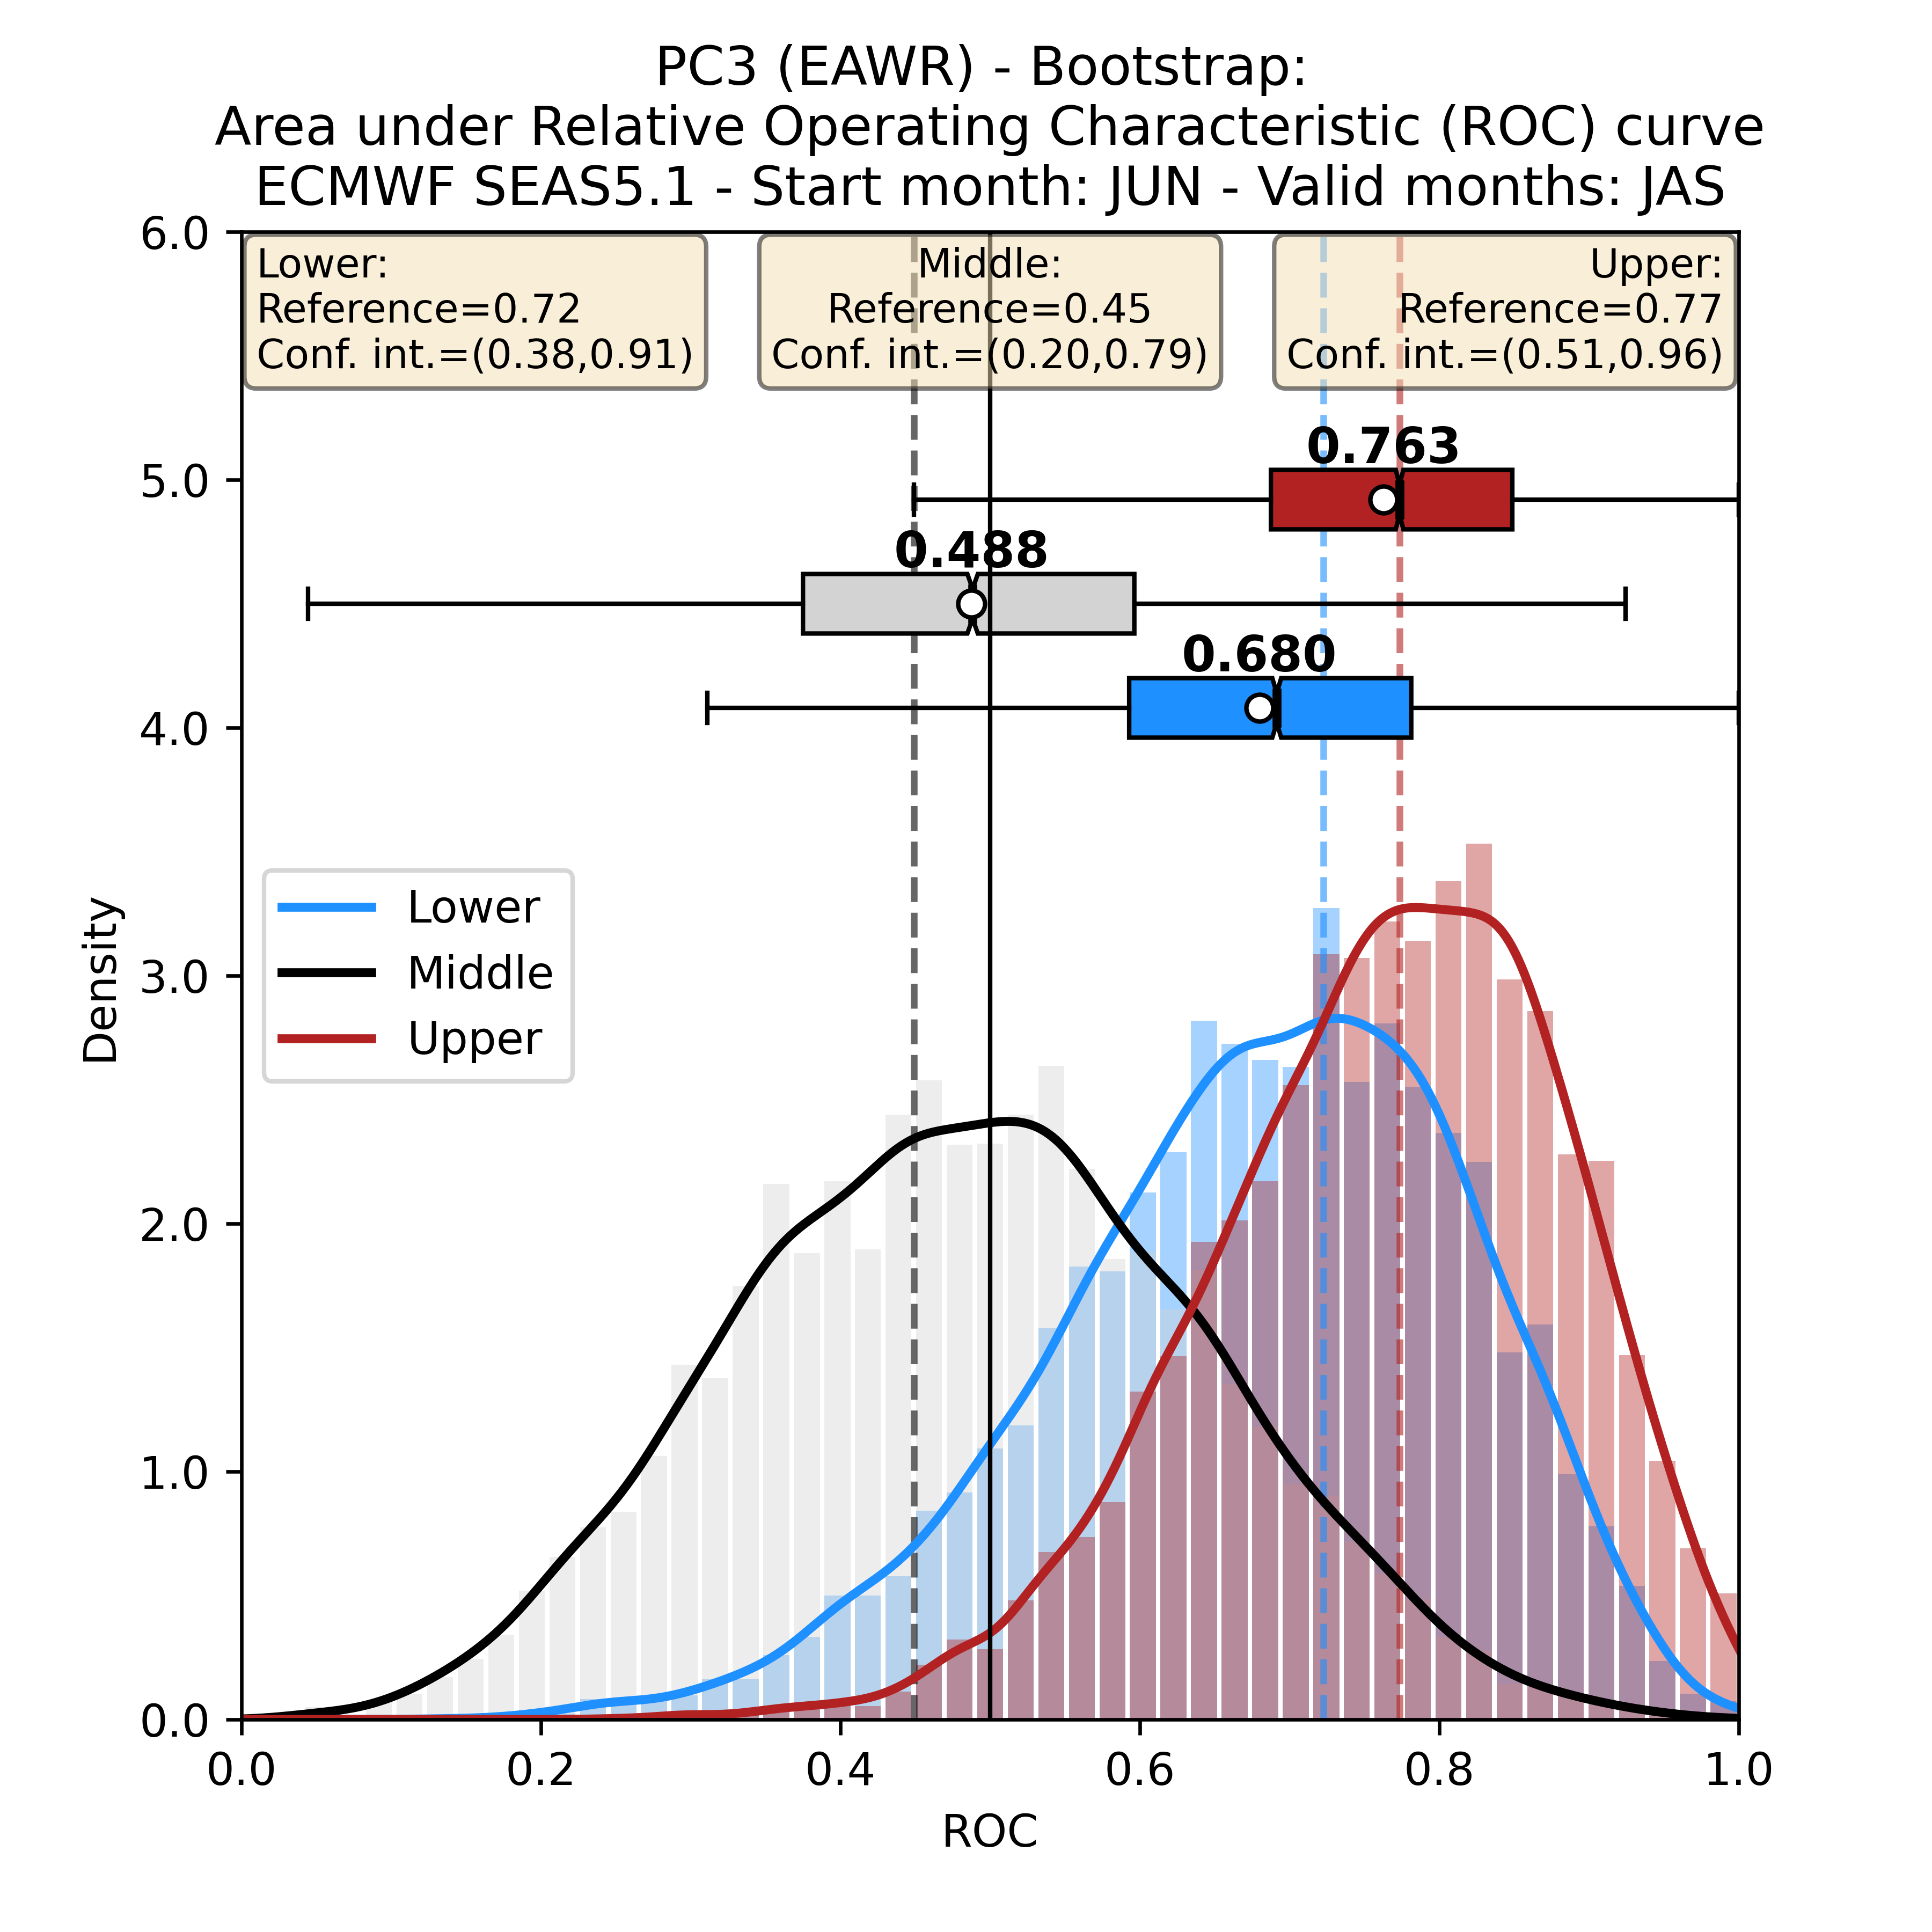 PC3 (EAWR) - Bootstrap:
Area under Relative Operating Characteristic (ROC) curve
ECMWF SEAS5.1 - Start month: JUN - Valid months: JAS
6.0
Lower:
Reference=0.72
Conf. int.=(0.38,0.91)
Middle:
Reference=0.45
Conf. int.=(0.20,0.79)
Upper:
Reference=0.77
Conf. int.=(0.51,0.96)
0.763
5.0
0.488
0.680
4.0
Lower
Middle
Upper
Density
3.0
2.0
1.0
0.0
0.0 0.2 0.4 0.6 0.8 1.0
ROC